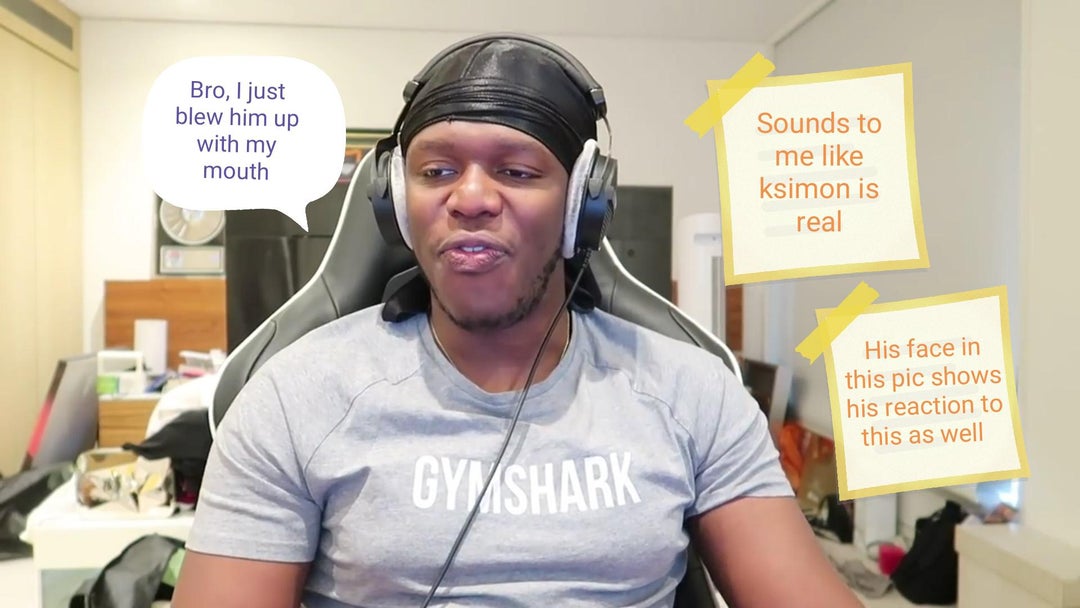 Bro, I just
blew him up
with my
mouth
Sounds to
me like
ksimon is
real
His face in
this pic shows
his reaction to
this as well
GYMSHARK